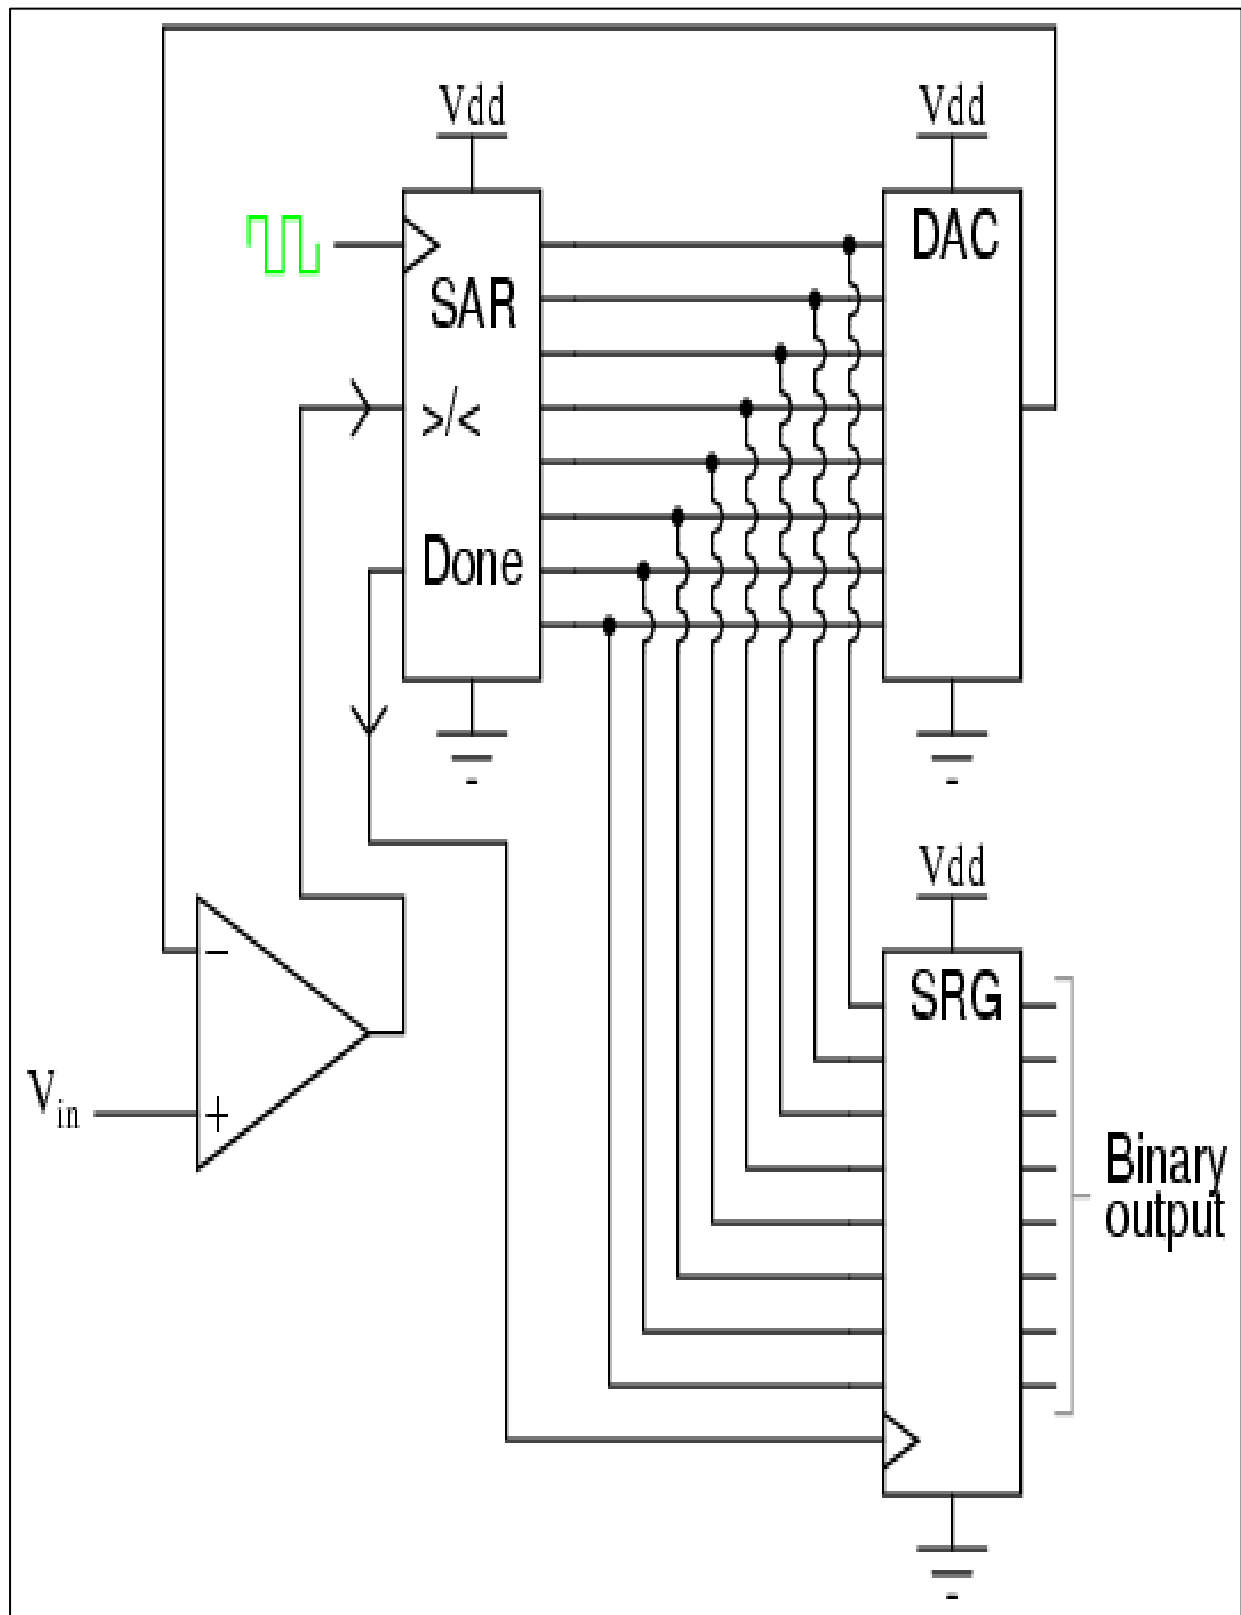 Vdd
Vdd
DAC
SAR
>/<
Done
Vdd
SRG
−
Vin
+
Binary
output